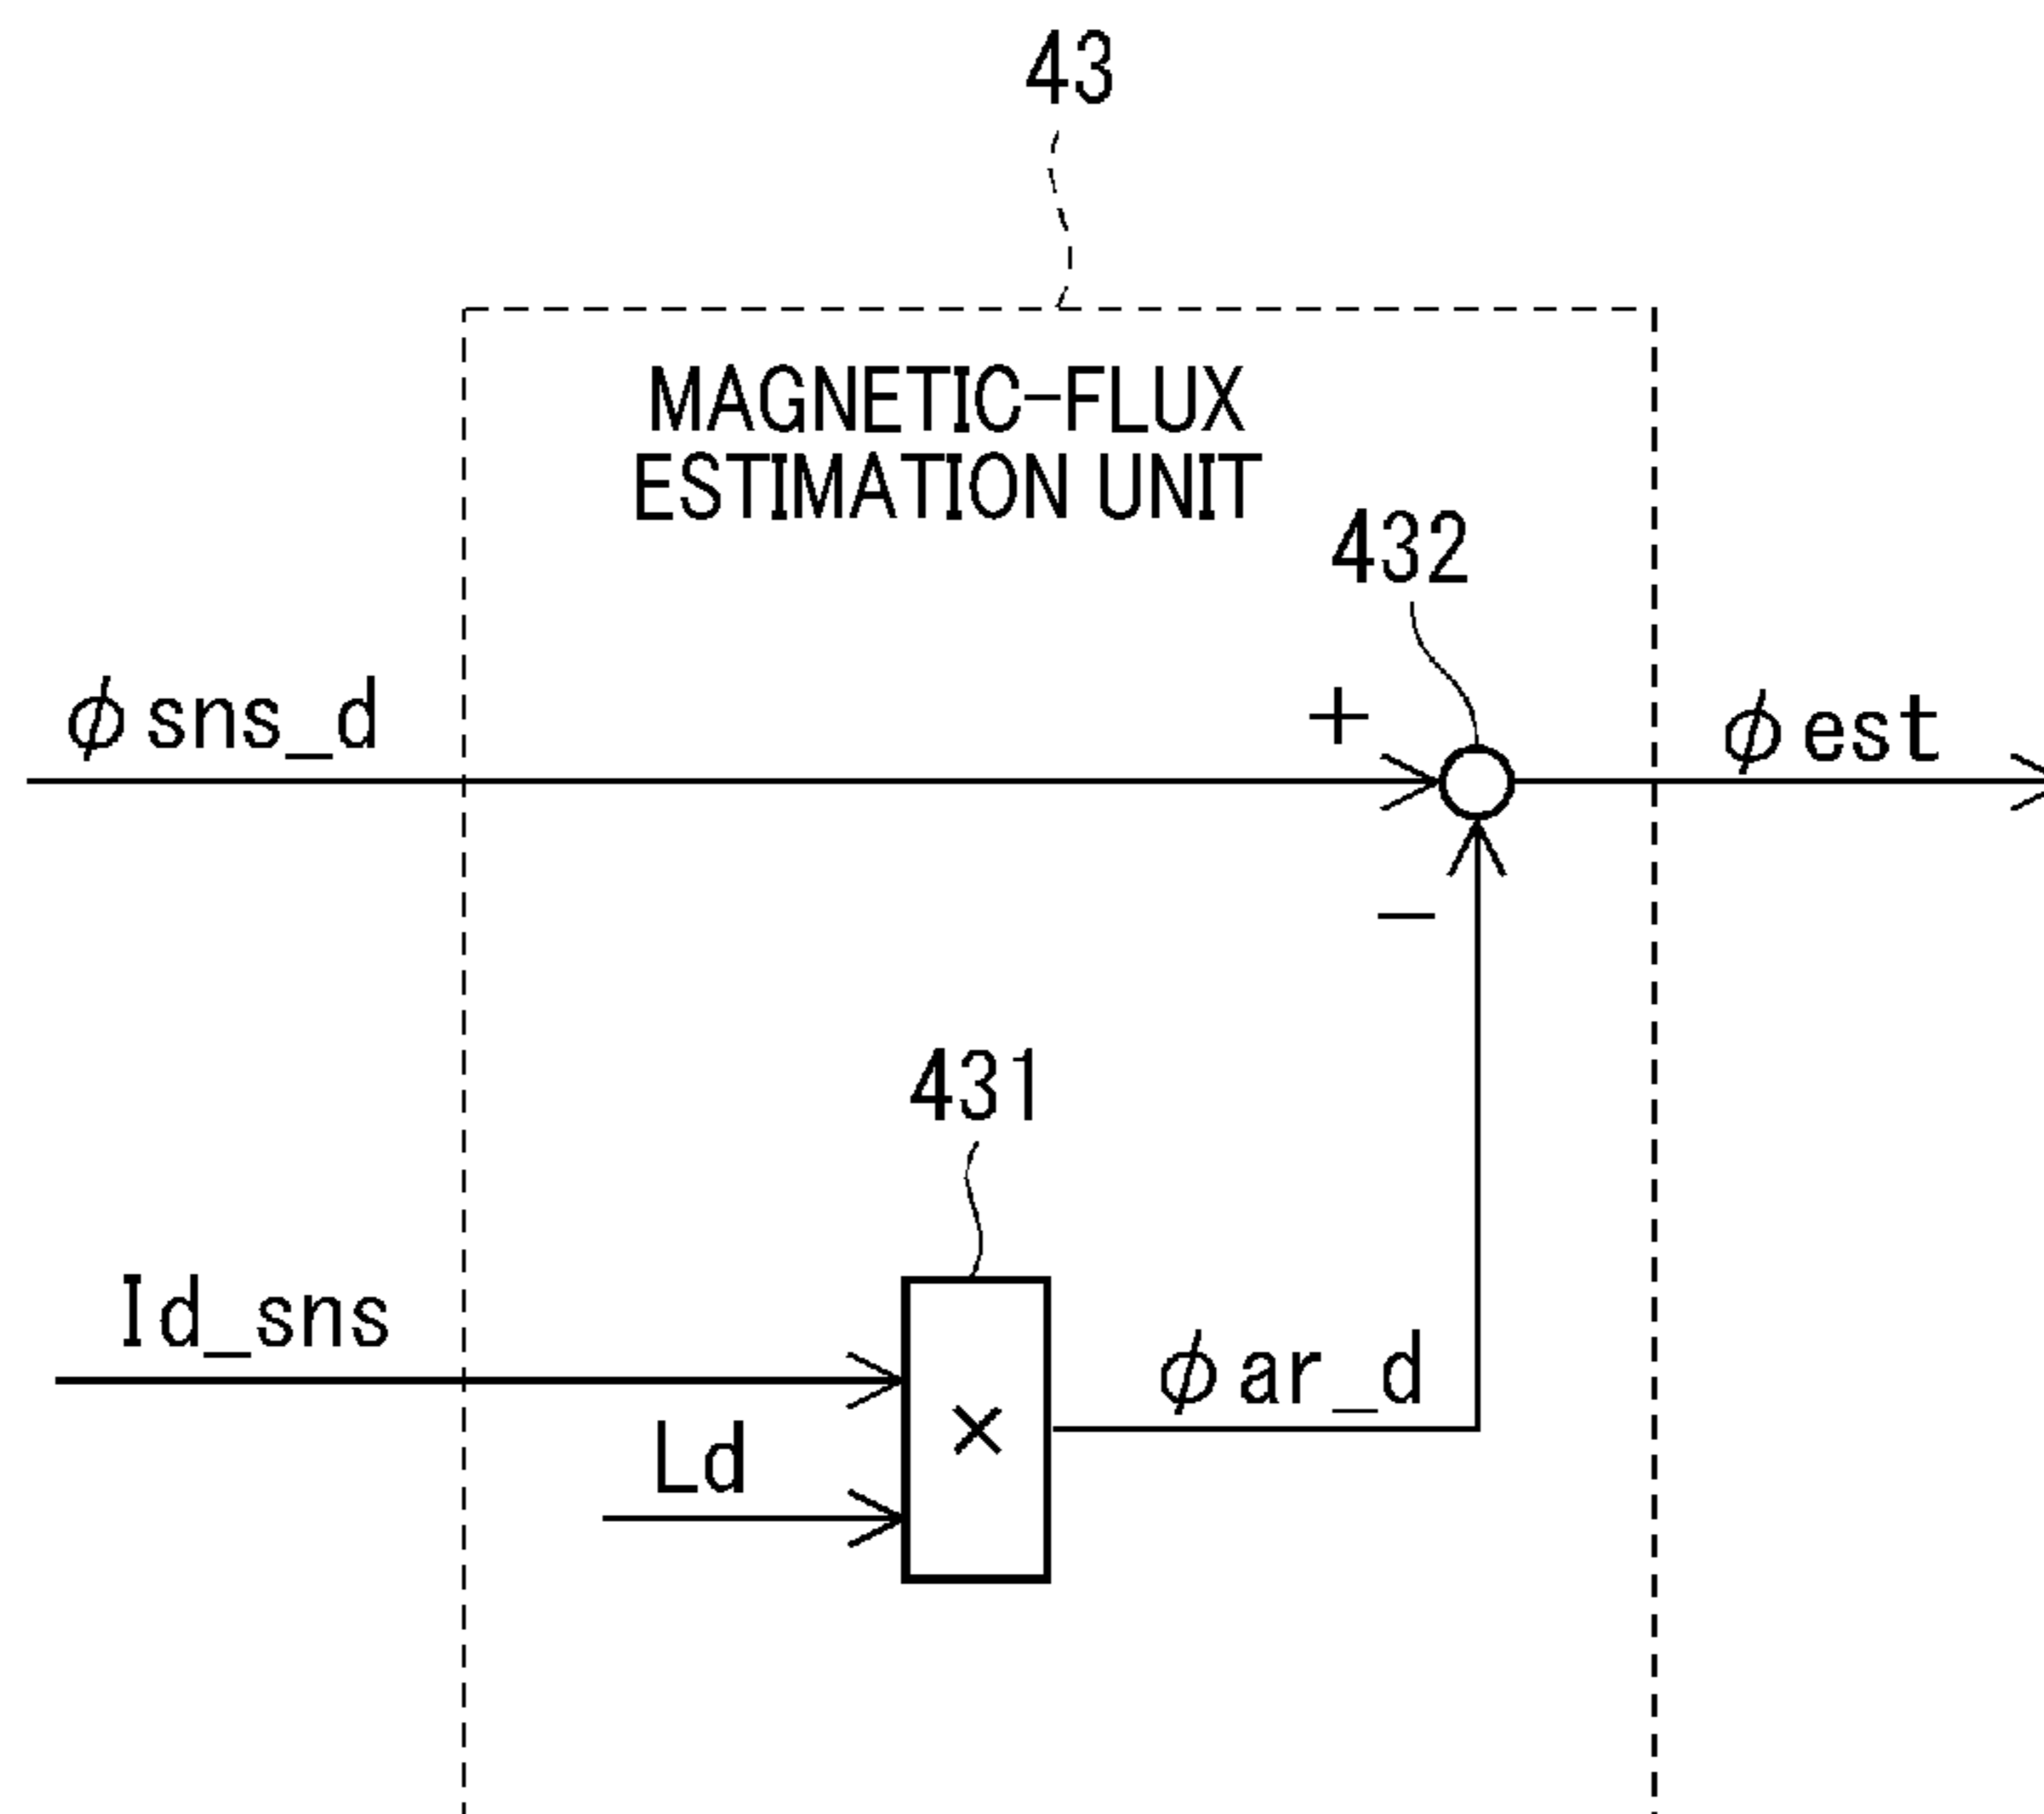 43
MAGNETIC-FLUX
ESTIMATION UNIT
432
ϕsns_d
+
ϕest
−
431
Id_sns
ϕar_d
×
Ld